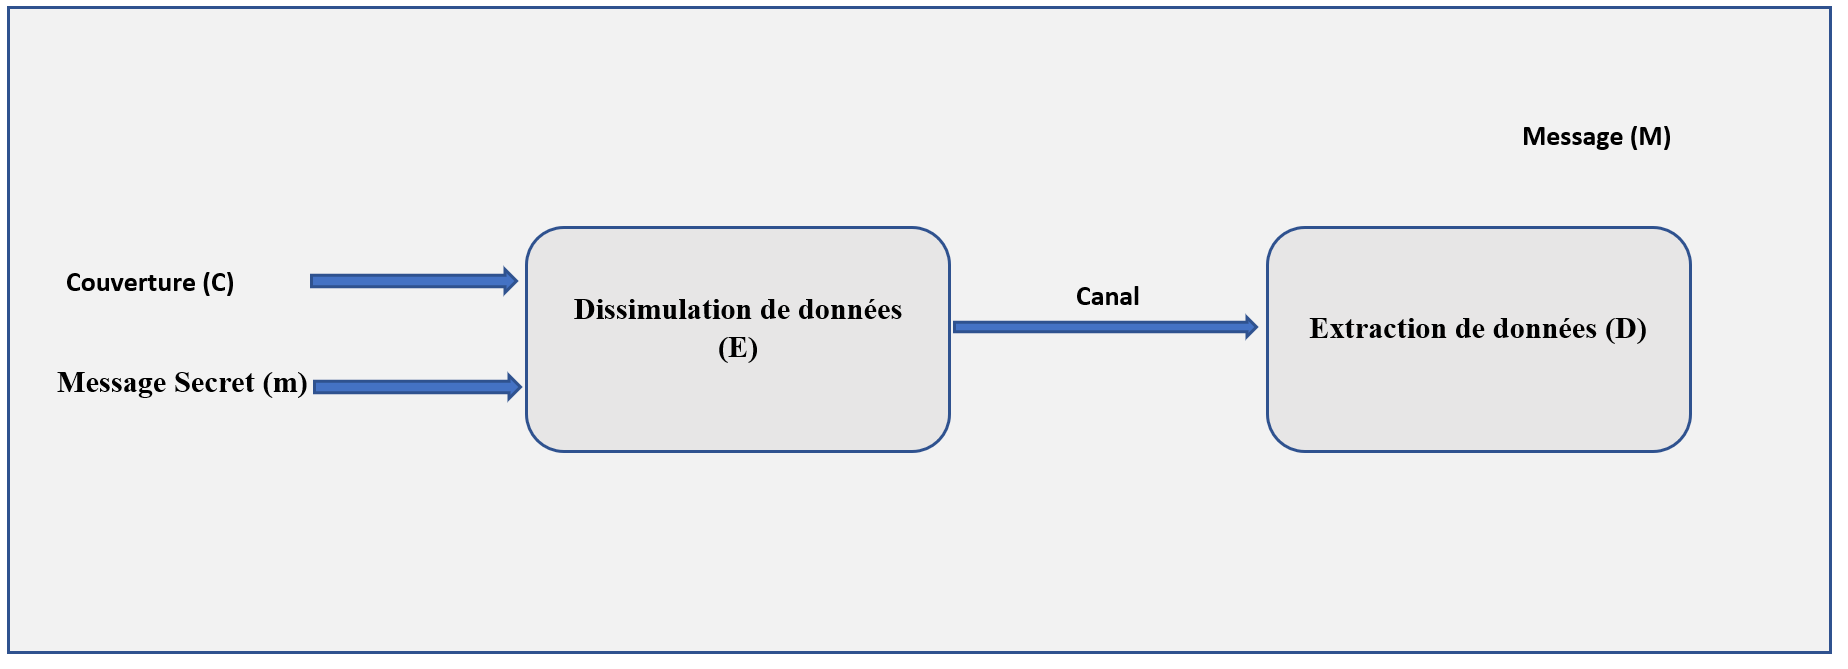 Message (M)
Couverture (C)
Message Secret (m)
Dissimulation de données
(E)
Canal
Extraction de données (D)